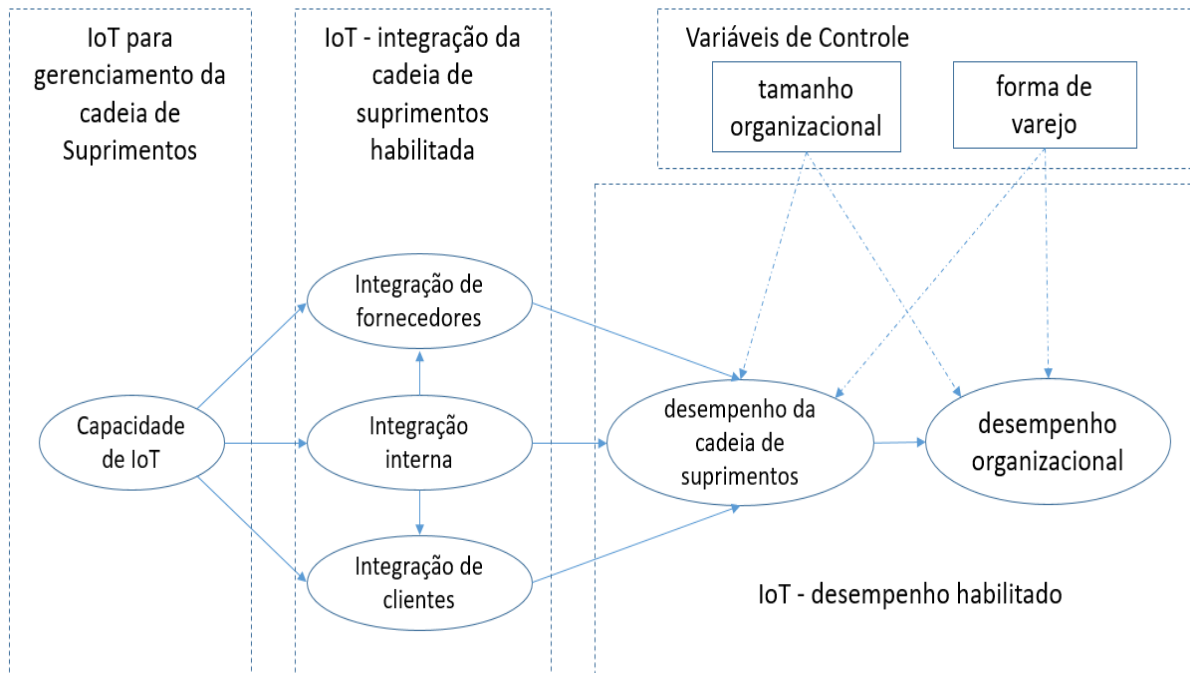 IoT para
gerenciamento da
cadeia de
Suprimentos
IoT - integração da
cadeia de
suprimentos
habilitada
Variáveis de Controle
tamanho
organizacional
forma de
varejo
Integração de
fornecedores
Capacidade
de IoT
Integração
interna
desempenho da
cadeia de
suprimentos
desempenho
organizacional
Integração de
clientes
IoT - desempenho habilitado